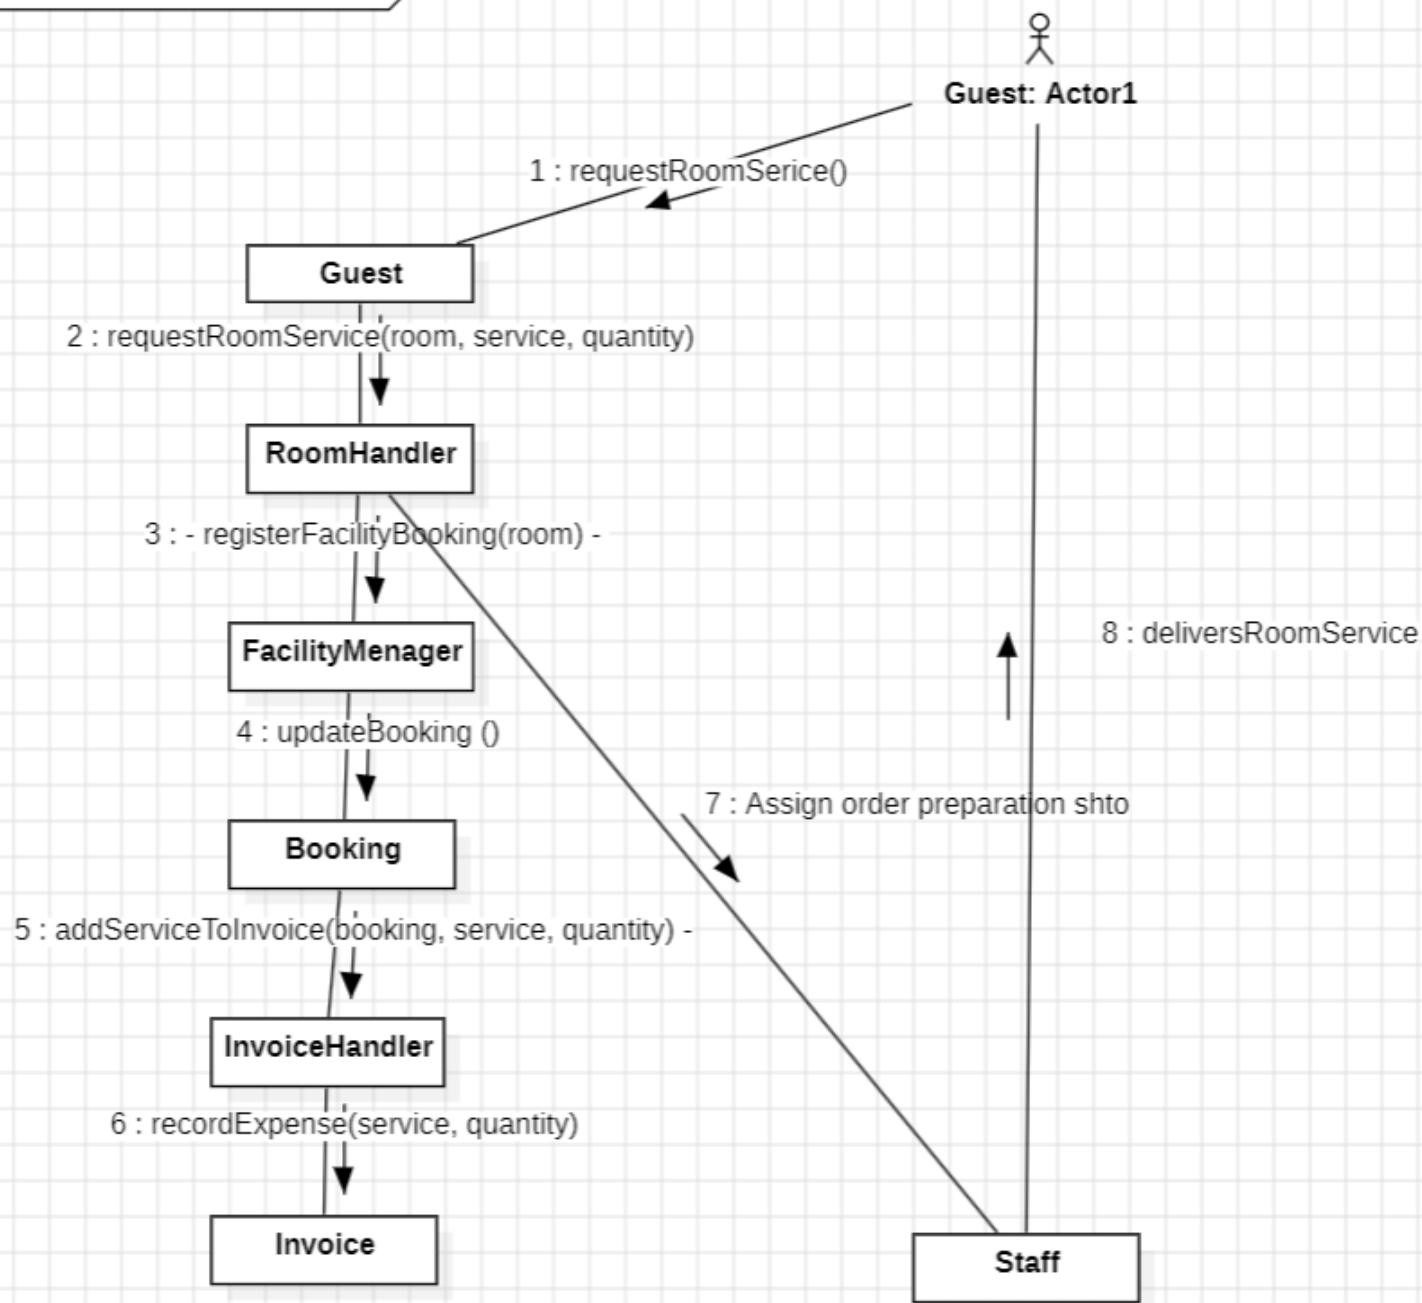 Guest: Actor1
1 : requestRoomSerice()
Guest
2 : requestRoomService(room, service, quantity)
RoomHandler
3 : - registerFacilityBooking(room) -
FacilityMenager
8 : deliversRoomService
4 : updateBooking ()
7 : Assign order preparation shto
Booking
5 : addServiceToInvoice(booking, service, quantity) -
InvoiceHandler
6 : recordExpense(service, quantity)
Invoice
Staff